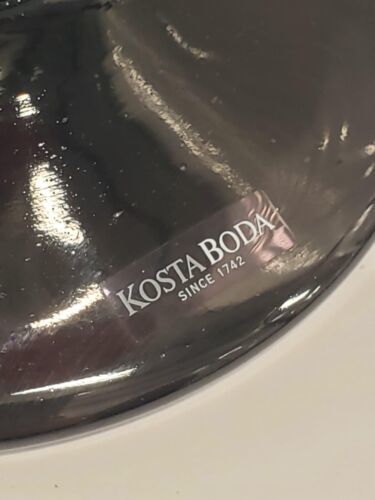 KOSTA BODA
SINCE 1742